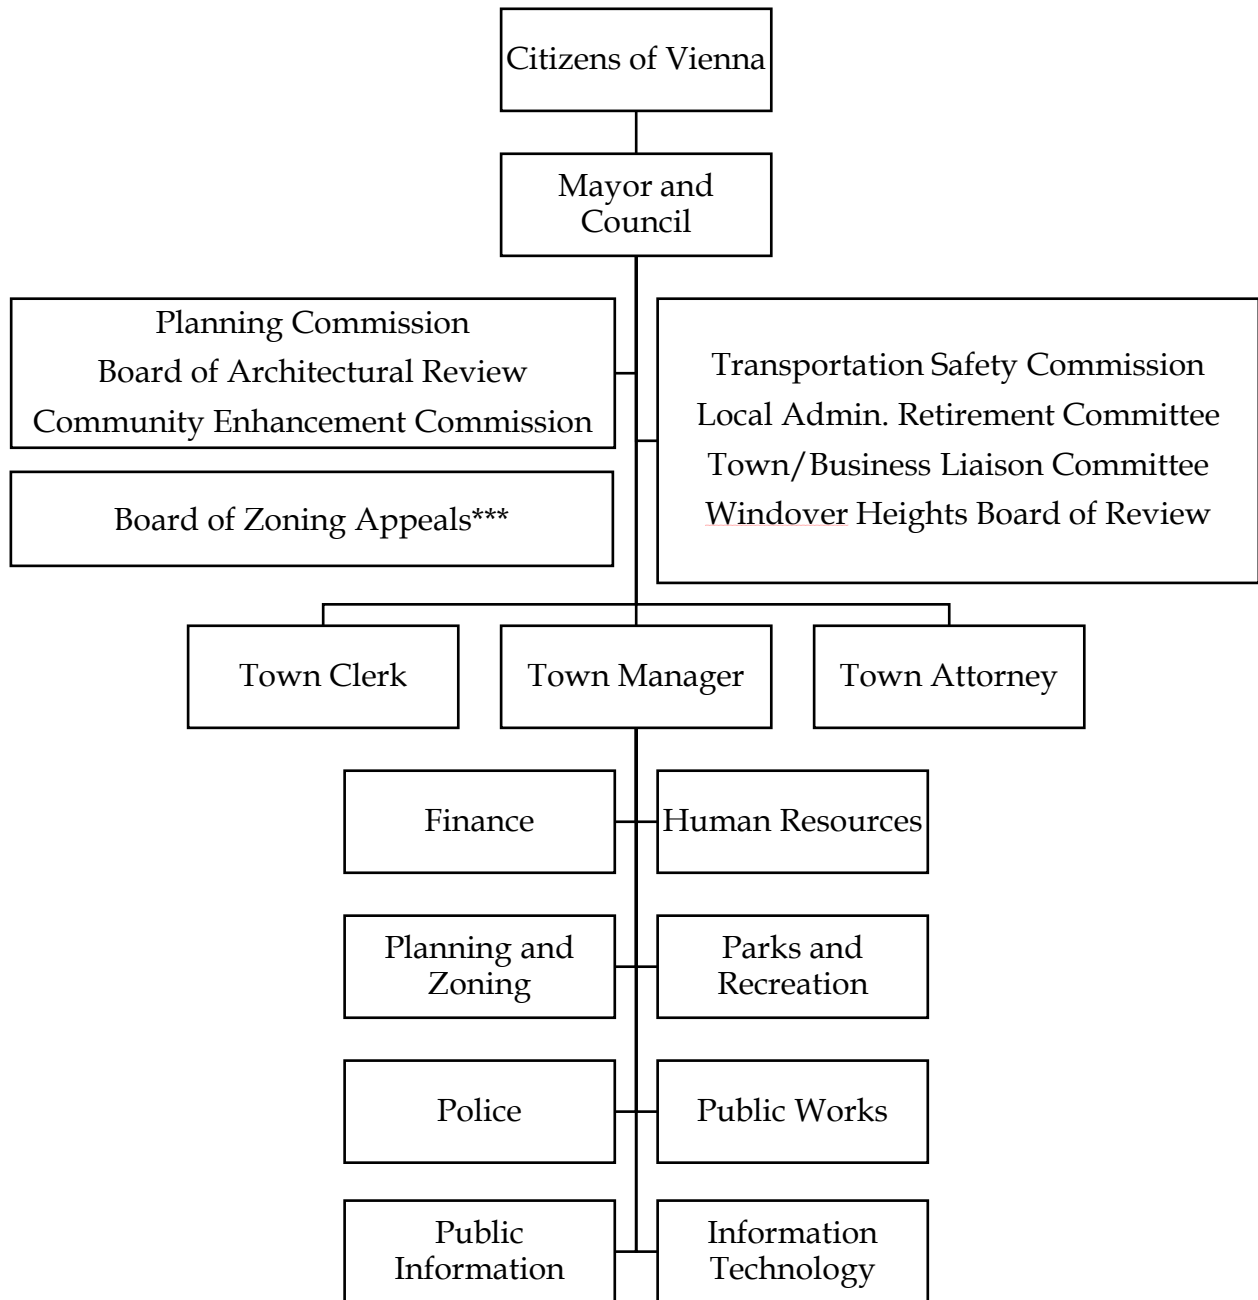 Citizens of Vienna
Mayor and
Council
Planning Commission
Board of Architectural Review
Community Enhancement Commission
Transportation Safety Commission
Local Admin. Retirement Committee
Town/Business Liaison Committee
Windover Heights Board of Review
Board of Zoning Appeals***
Town Clerk
Town Manager
Town Attorney
Finance
Human Resources
Planning and
Zoning
Parks and
Recreation
Police
Public Works
Public
Information
Information
Technology